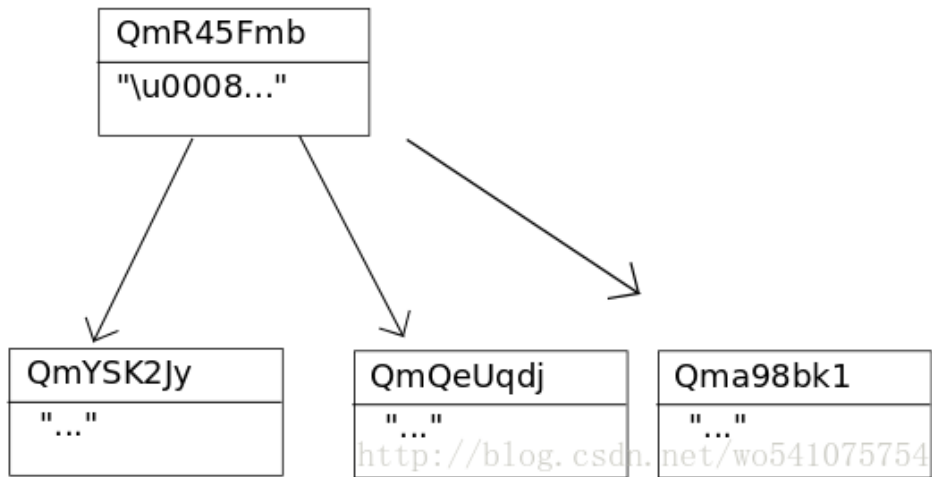 QmR45Fmb
"\u0008..."
QmYSK2Jy
"..."
QmQeUqdj
"..."
Qma98bk1
"..."
http://blog.csdn.net/wo541075754